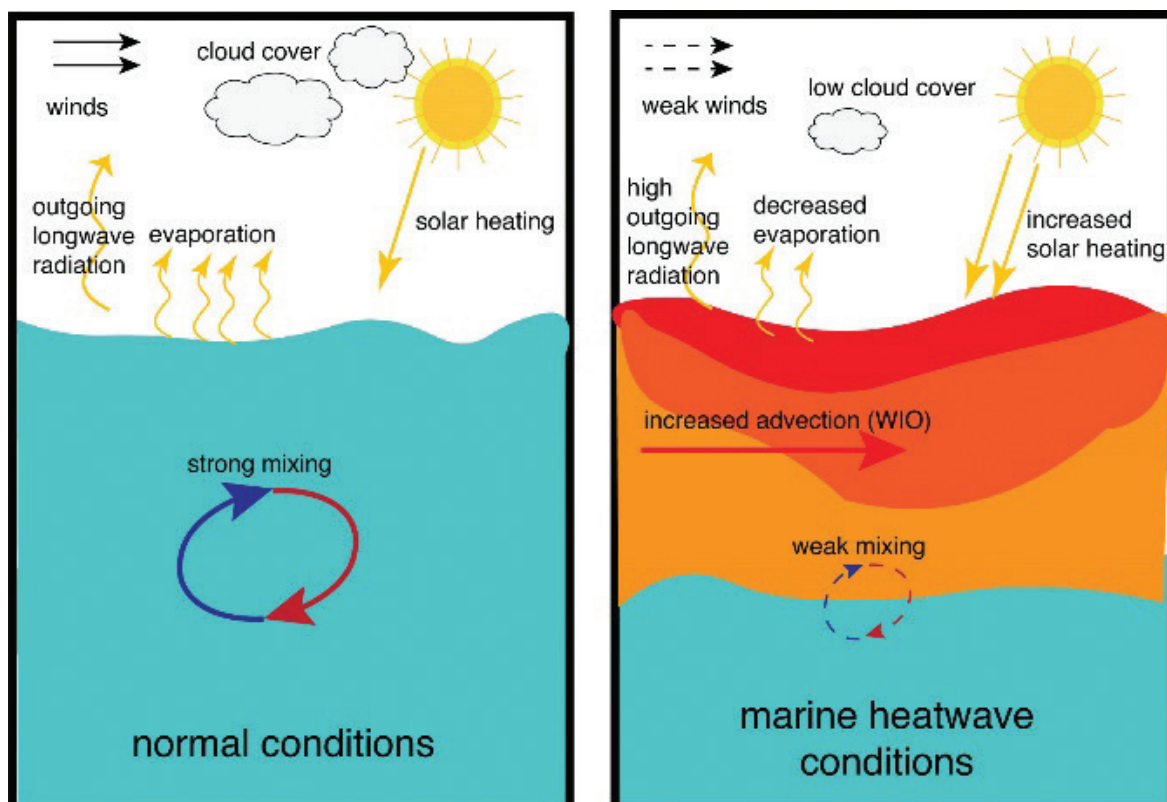 cloud cover
winds
outgoing
longwave
radiation
evaporation
solar heating
strong mixing
normal conditions
weak winds
low cloud cover
high
outgoing
longwave
radiation
decreased
evaporation
increased
solar heating
increased advection (WIO)
weak mixing
marine heatwave
conditions